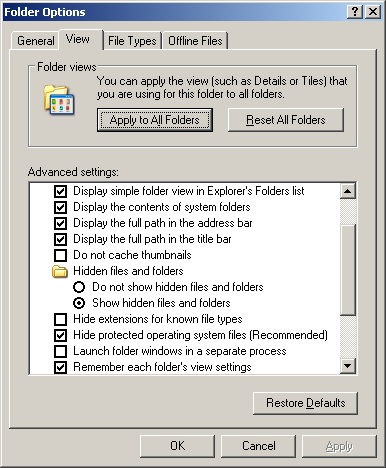 Folder Options
General
View
File Types
Offline Files
Folder views
You can apply the view (such as Details or Tiles) that
you are using for this folder to all folders.
Apply to All Folders
Reset All Folders
Advanced settings:
Display simple folder view in Explorer's Folders list
Display the contents of system folders
Display the full path in the address bar
Display the full path in the title bar
Do not cache thumbnails
Hidden files and folders
Do not show hidden files and folders
Show hidden files and folders
Hide extensions for known file types
Hide protected operating system files (Recommended)
Launch folder windows in a separate process
Remember each folder's view settings
Restore Defaults
OK
Cancel
Apply